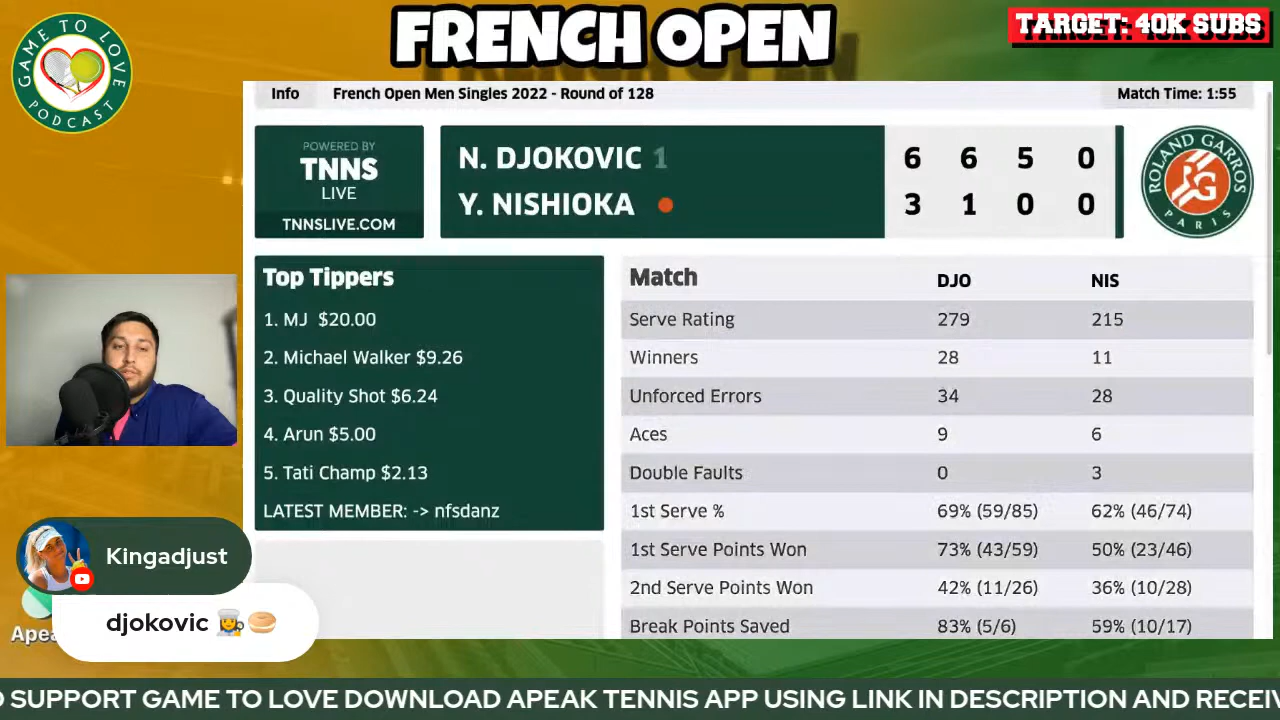 GAME TO LOVE
PODCAST
FRENCH OPEN
TARGET: 40K SUBS
Info
French Open Men Singles 2022 - Round of 128
Match Time: 1:55
POWERED BY
TNNS
LIVE
TNNSLIVE.COM
N. DJOKOVIC 1 6 6 5 0
Y. NISHIOKA 3 1 0 0
ROLAND GARROS
RG
PARIS
Top Tippers
1. MJ $20.00
2. Michael Walker $9.26
3. Quality Shot $6.24
4. Arun $5.00
5. Tati Champ $2.13
LATEST MEMBER: -> nfsdanz
Match DJO NIS
Serve Rating 279 215
Winners 28 11
Unforced Errors 34 28
Aces 9 6
Double Faults 0 3
1st Serve % 69% (59/85) 62% (46/74)
1st Serve Points Won 73% (43/59) 50% (23/46)
2nd Serve Points Won 42% (11/26) 36% (10/28)
Break Points Saved 83% (5/6) 59% (10/17)
Kingadjust
djokovic 👩‍🍳🥯
Apea
SUPPORT GAME TO LOVE DOWNLOAD APEAK TENNIS APP USING LINK IN DESCRIPTION AND RECEIV